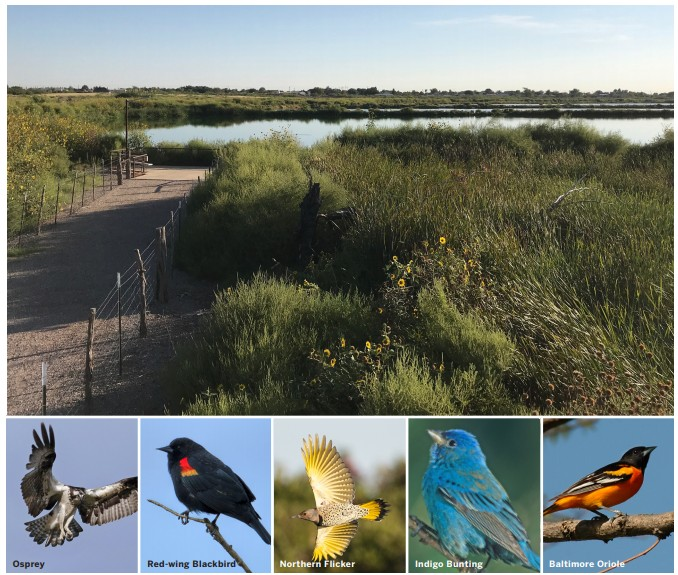 Osprey
Red-wing Blackbird
Northern Flicker
Indigo Bunting
Baltimore Oriole